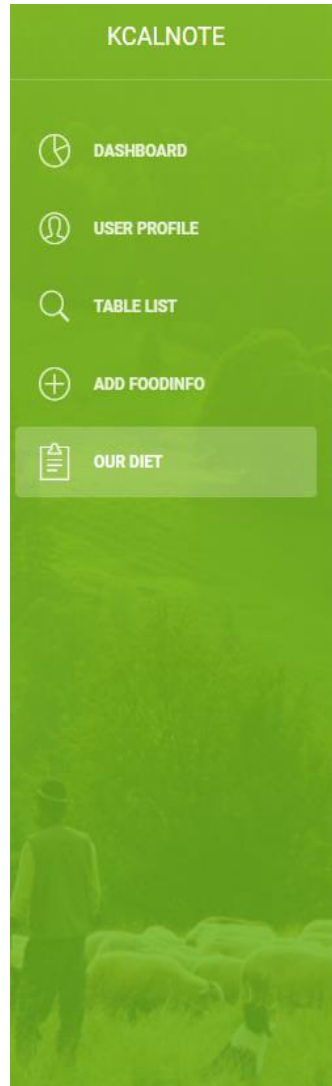 KCALNOTE
DASHBOARD
USER PROFILE
TABLE LIST
ADD FOODINFO
OUR DIET